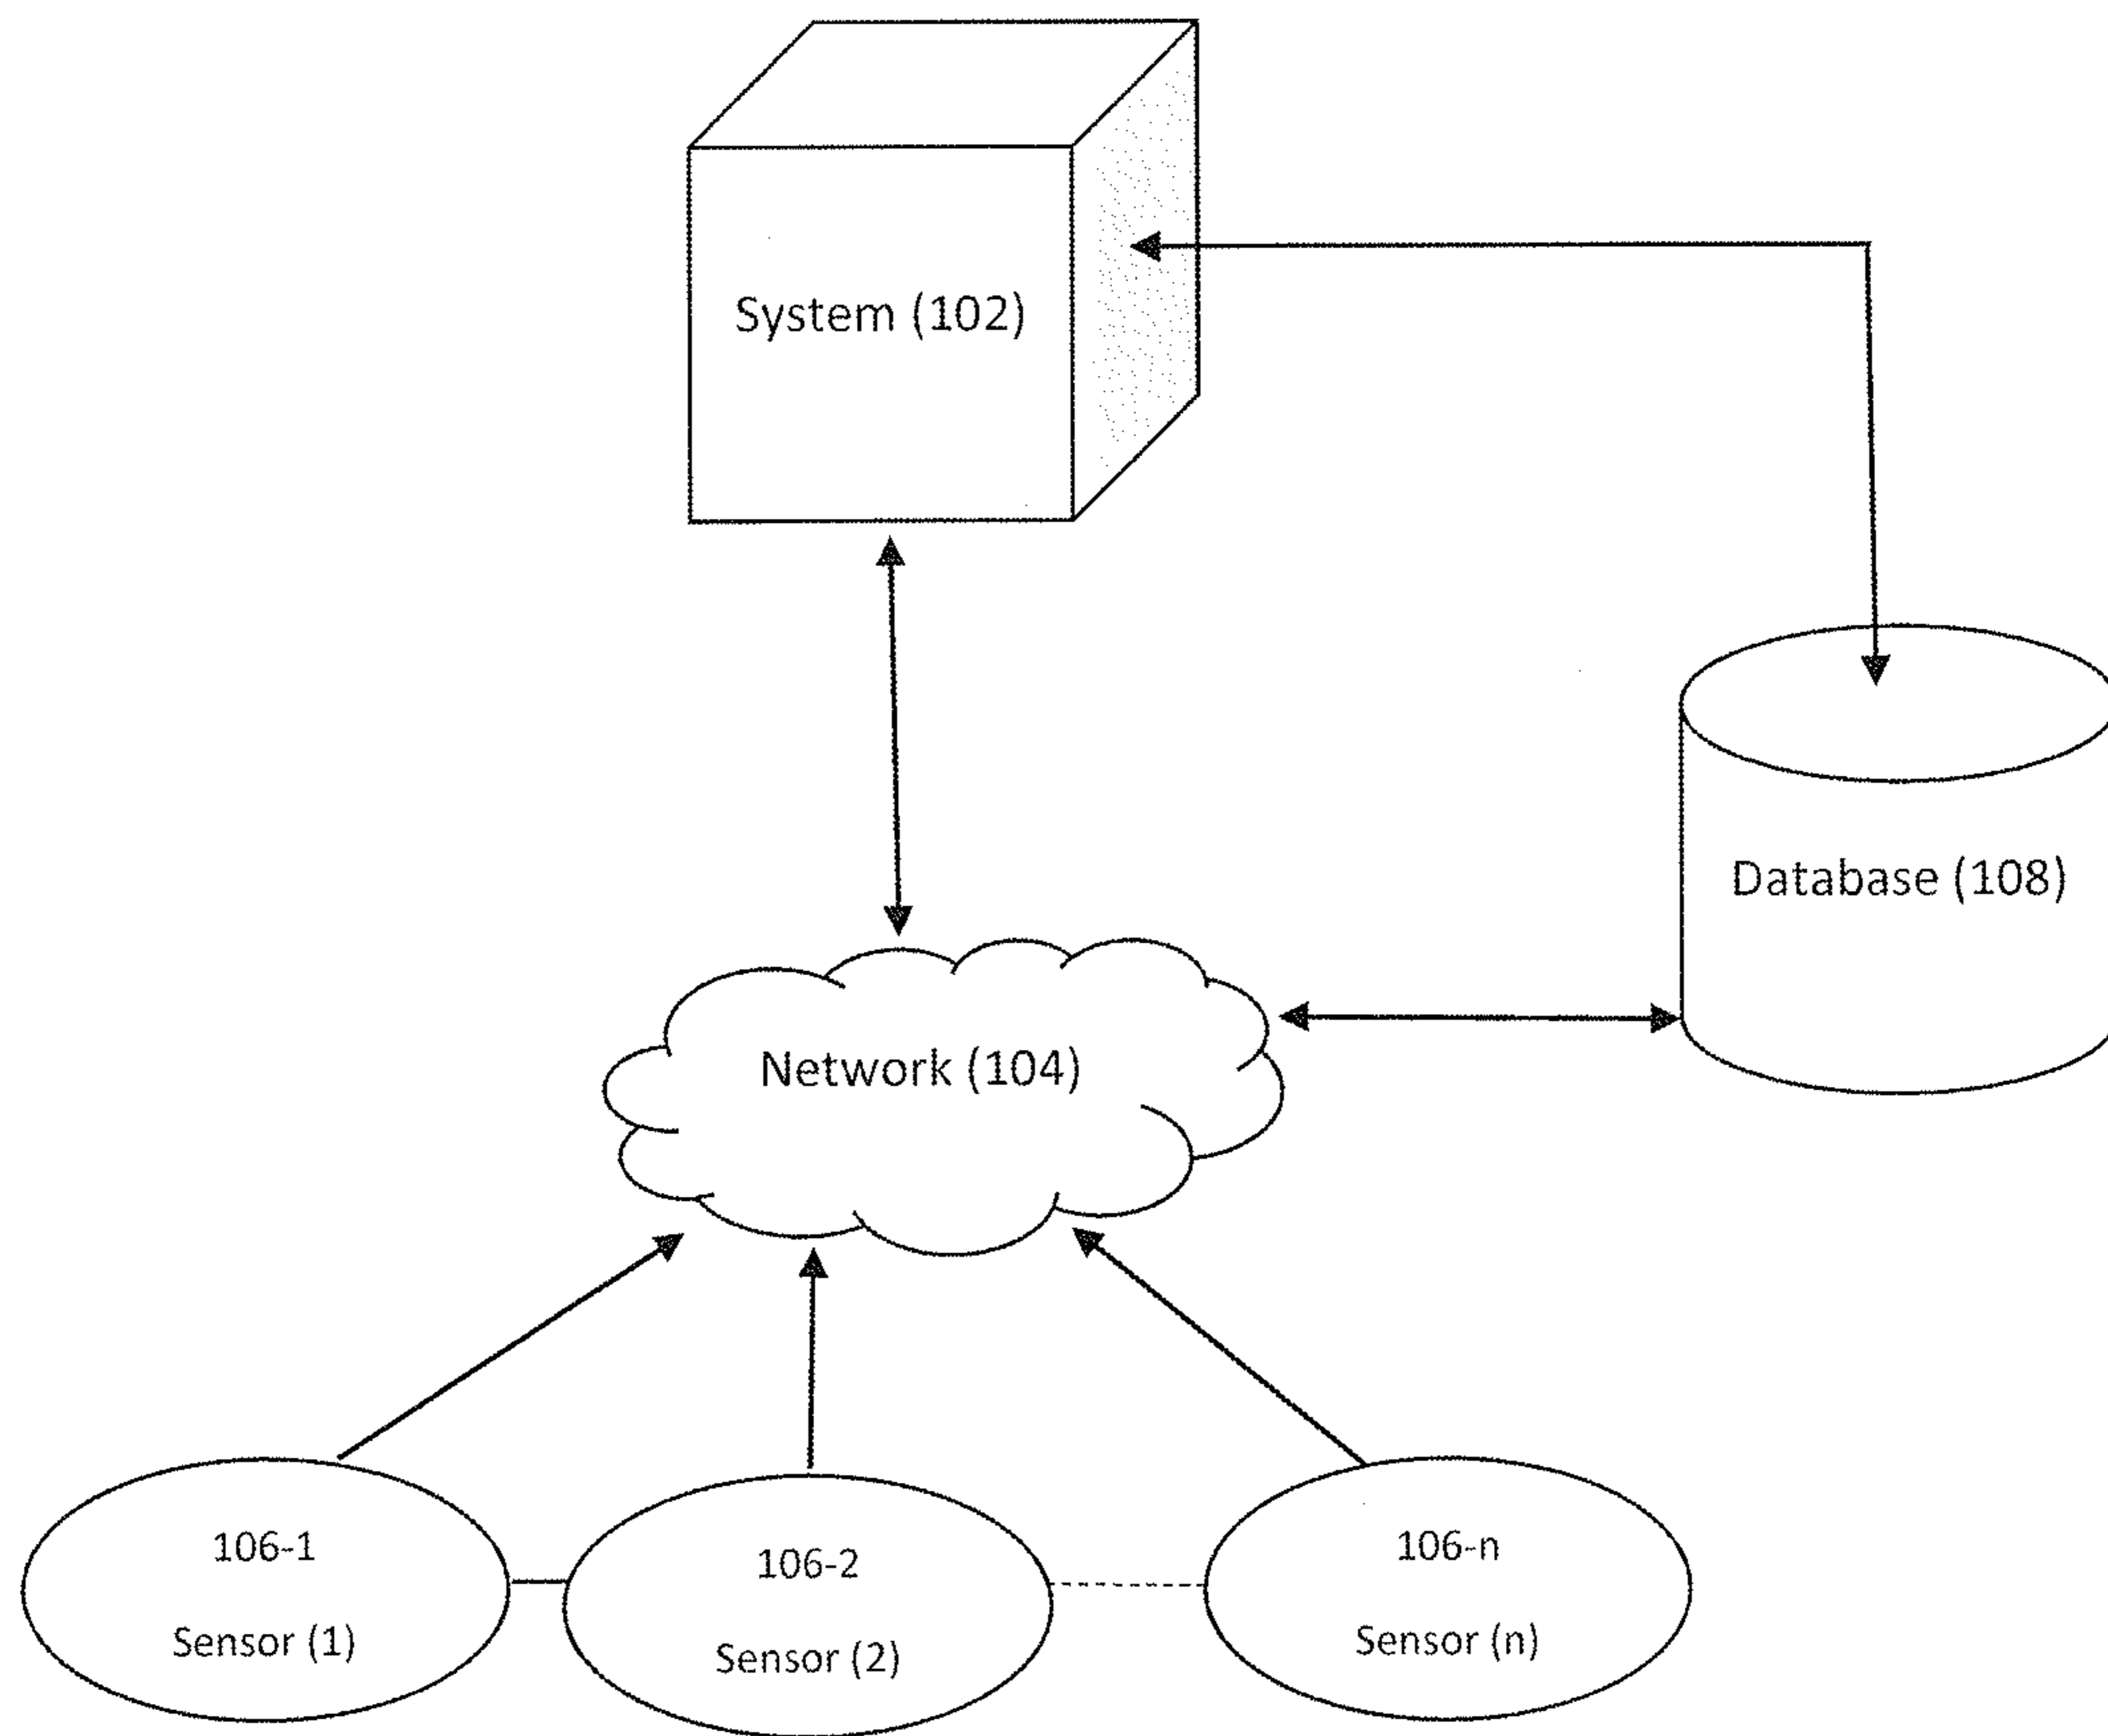 System (102)
Database (108)
Network (104)
106-1
Sensor (1)
106-2
Sensor (2)
106-n
Sensor (n)